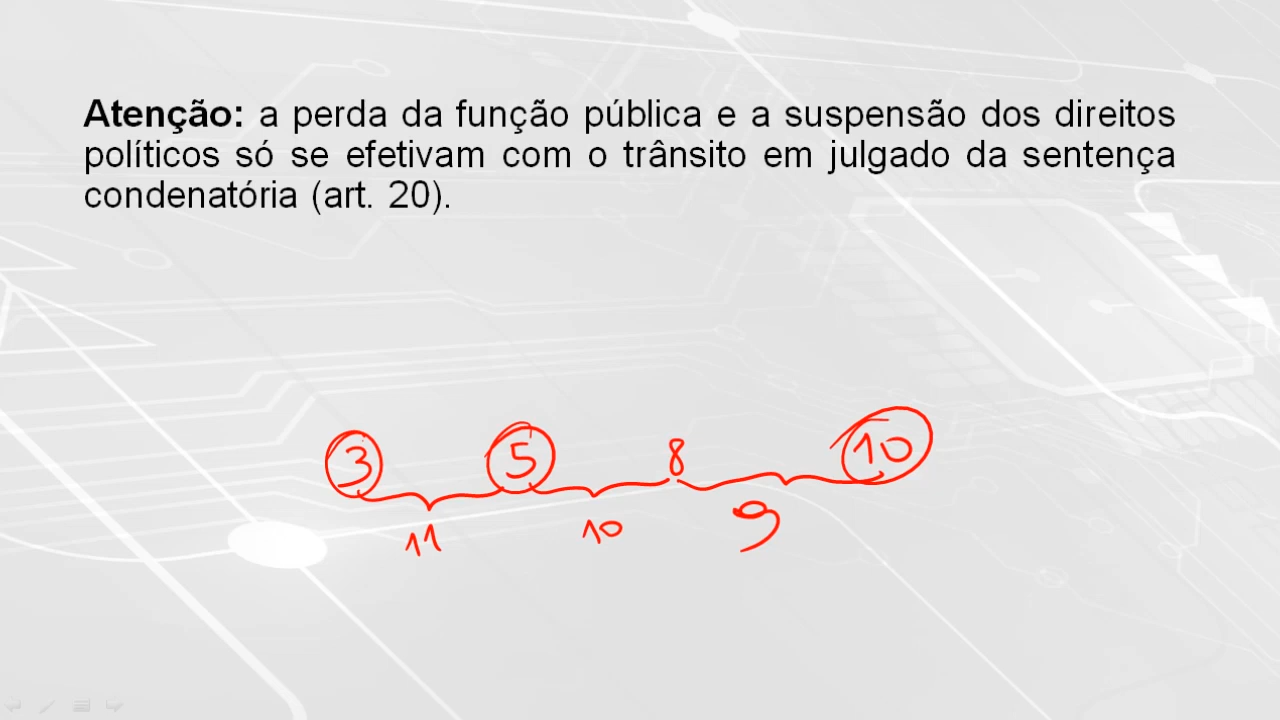 Atenção: a perda da função pública e a suspensão dos direitos
políticos só se efetivam com o trânsito em julgado da sentença
condenatória (art. 20).
3 5 8 10
11 10 9